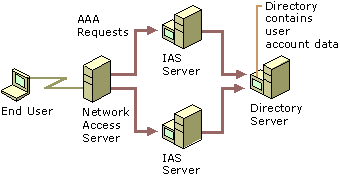 AAA
Requests
IAS
Server
Directory
contains
user
account data
End User
Network
Access
Server
Directory
Server
IAS
Server